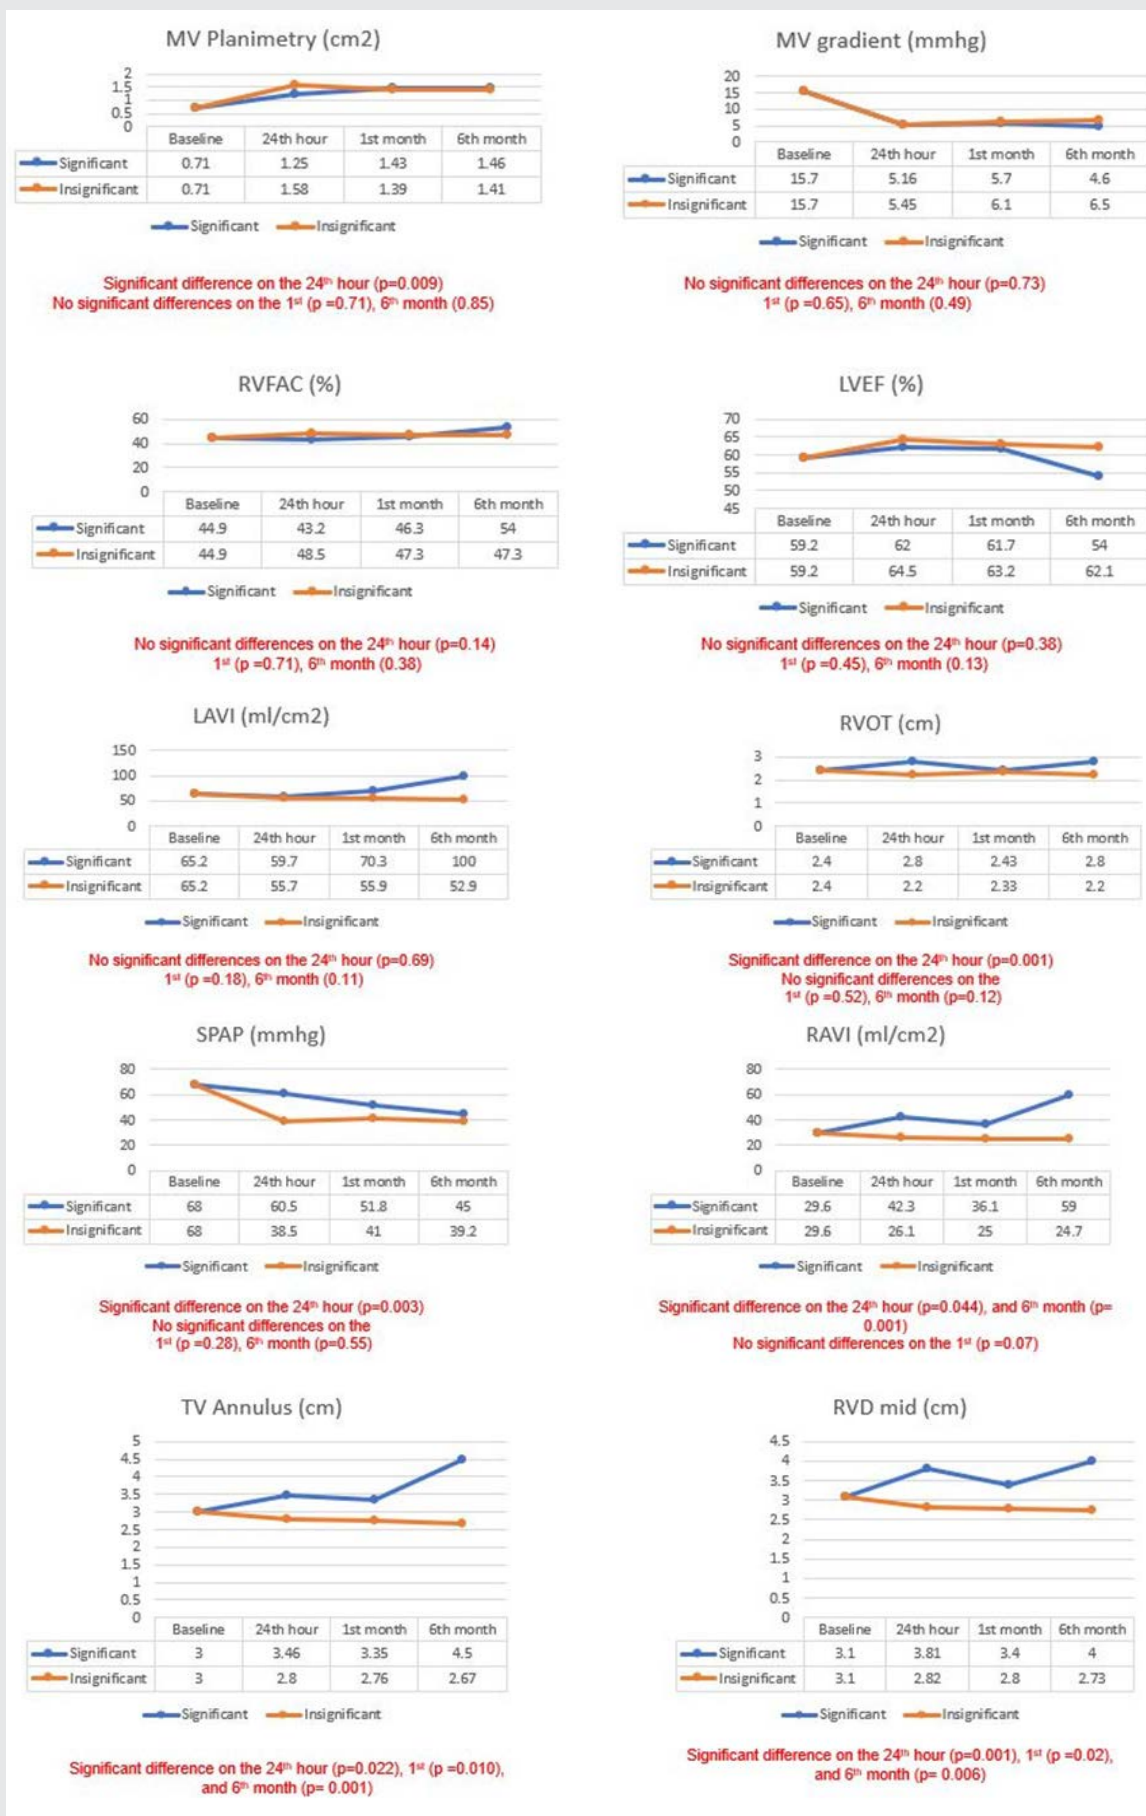 MV Planimetry (cm2)
2
1.5
1
0.5
0
Baseline 24th hour 1st month 6th month
Significant 0.71 1.25 1.43 1.46
Insignificant 0.71 1.58 1.39 1.41
Significant Insignificant
Significant difference on the 24th hour (p=0.009)
No significant differences on the 1st (p =0.71), 6th month (0.85)
MV gradient (mmhg)
20
15
10
5
0
Baseline 24th hour 1st month 6th month
Significant 15.7 5.16 5.7 4.6
Insignificant 15.7 5.45 6.1 6.5
Significant Insignificant
No significant differences on the 24th hour (p=0.73)
1st (p =0.65), 6th month (0.49)
RVFAC (%)
60
40
20
0
Baseline 24th hour 1st month 6th month
Significant 44.9 43.2 46.3 54
Insignificant 44.9 48.5 47.3 47.3
Significant Insignificant
No significant differences on the 24th hour (p=0.14)
1st (p =0.71), 6th month (0.38)
LVEF (%)
70
65
60
55
50
45
Baseline 24th hour 1st month 6th month
Significant 59.2 62 61.7 54
Insignificant 59.2 64.5 63.2 62.1
Significant Insignificant
No significant differences on the 24th hour (p=0.38)
1st (p =0.45), 6th month (0.13)
LAVI (ml/cm2)
150
100
50
0
Baseline 24th hour 1st month 6th month
Significant 65.2 59.7 70.3 100
Insignificant 65.2 55.7 55.9 52.9
Significant Insignificant
No significant differences on the 24th hour (p=0.69)
1st (p =0.18), 6th month (0.11)
RVOT (cm)
3
2
1
0
Baseline 24th hour 1st month 6th month
Significant 2.4 2.8 2.43 2.8
Insignificant 2.4 2.2 2.33 2.2
Significant Insignificant
Significant difference on the 24th hour (p=0.001)
No significant differences on the
1st (p =0.52), 6th month (p=0.12)
SPAP (mmhg)
80
60
40
20
0
Baseline 24th hour 1st month 6th month
Significant 68 60.5 51.8 45
Insignificant 68 38.5 41 39.2
Significant Insignificant
Significant difference on the 24th hour (p=0.003)
No significant differences on the
1st (p =0.28), 6th month (p=0.55)
RAVI (ml/cm2)
80
60
40
20
0
Baseline 24th hour 1st month 6th month
Significant 29.6 42.3 36.1 59
Insignificant 29.6 26.1 25 24.7
Significant Insignificant
Significant difference on the 24th hour (p=0.044), and 6th month (p=
0.001)
No significant differences on the 1st (p =0.07)
TV Annulus (cm)
5
4.5
4
3.5
3
2.5
2
1.5
1
0.5
0
Baseline 24th hour 1st month 6th month
Significant 3 3.46 3.35 4.5
Insignificant 3 2.8 2.76 2.67
Significant Insignificant
Significant difference on the 24th hour (p=0.022), 1st (p =0.010),
and 6th month (p= 0.001)
RVD mid (cm)
4.5
4
3.5
3
2.5
2
1.5
1
0.5
0
Baseline 24th hour 1st month 6th month
Significant 3.1 3.81 3.4 4
Insignificant 3.1 2.82 2.8 2.73
Significant Insignificant
Significant difference on the 24th hour (p=0.001), 1st (p =0.02),
and 6th month (p= 0.006)